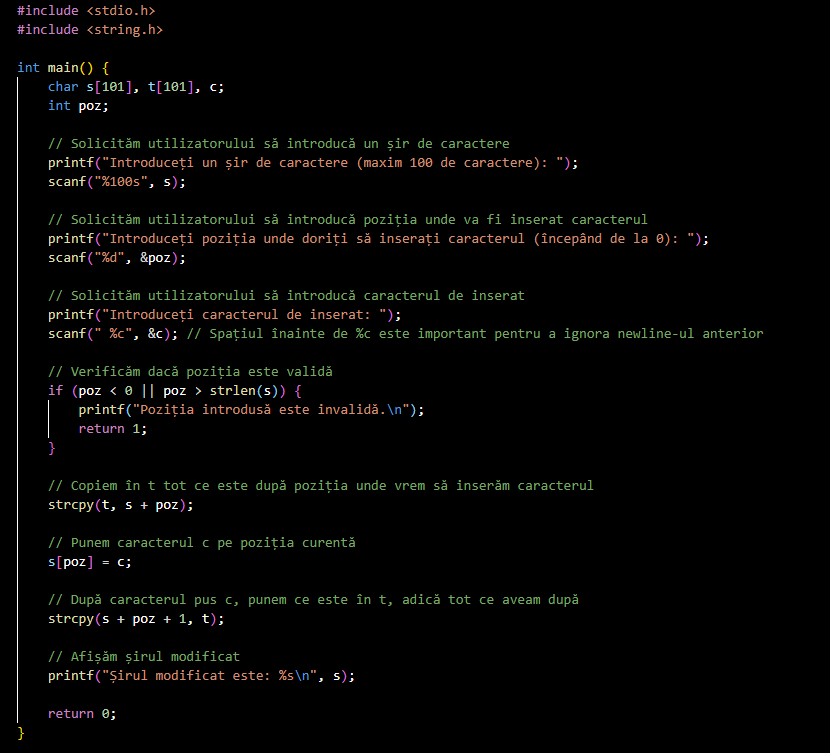 #include <stdio.h>
#include <string.h>

int main() {
    char s[101], t[101], c;
    int poz;

    // Solicităm utilizatorului să introducă un șir de caractere
    printf("Introduceți un șir de caractere (maxim 100 de caractere): ");
    scanf("%100s", s);

    // Solicităm utilizatorului să introducă poziția unde va fi inserat caracterul
    printf("Introduceți poziția unde doriți să inserați caracterul (începând de la 0): ");
    scanf("%d", &poz);

    // Solicităm utilizatorului să introducă caracterul de inserat
    printf("Introduceți caracterul de inserat: ");
    scanf(" %c", &c); // Spațiul înainte de %c este important pentru a ignora newline-ul anterior

    // Verificăm dacă poziția este validă
    if (poz < 0 || poz > strlen(s)) {
        printf("Poziția introdusă este invalidă.\n");
        return 1;
    }

    // Copiem în t tot ce este după poziția unde vrem să inserăm caracterul
    strcpy(t, s + poz);

    // Punem caracterul c pe poziția curentă
    s[poz] = c;

    // După caracterul pus c, punem ce este în t, adică tot ce aveam după
    strcpy(s + poz + 1, t);

    // Afișăm șirul modificat
    printf("Șirul modificat este: %s\n", s);

    return 0;
}